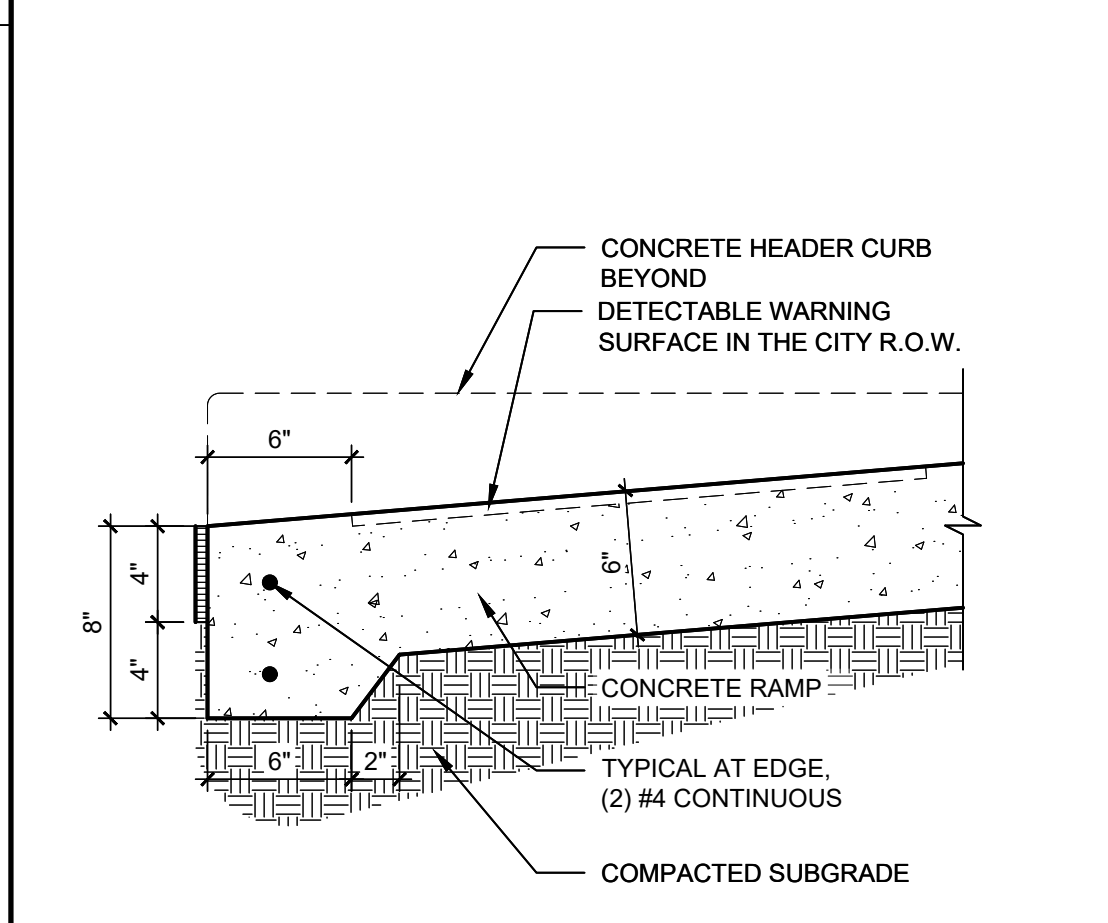 CONCRETE HEADER CURB
BEYOND
DETECTABLE WARNING
SURFACE IN THE CITY R.O.W.
6"
4"
8"
6"
4"
CONCRETE RAMP
6"
2"
TYPICAL AT EDGE,
(2) #4 CONTINUOUS
COMPACTED SUBGRADE